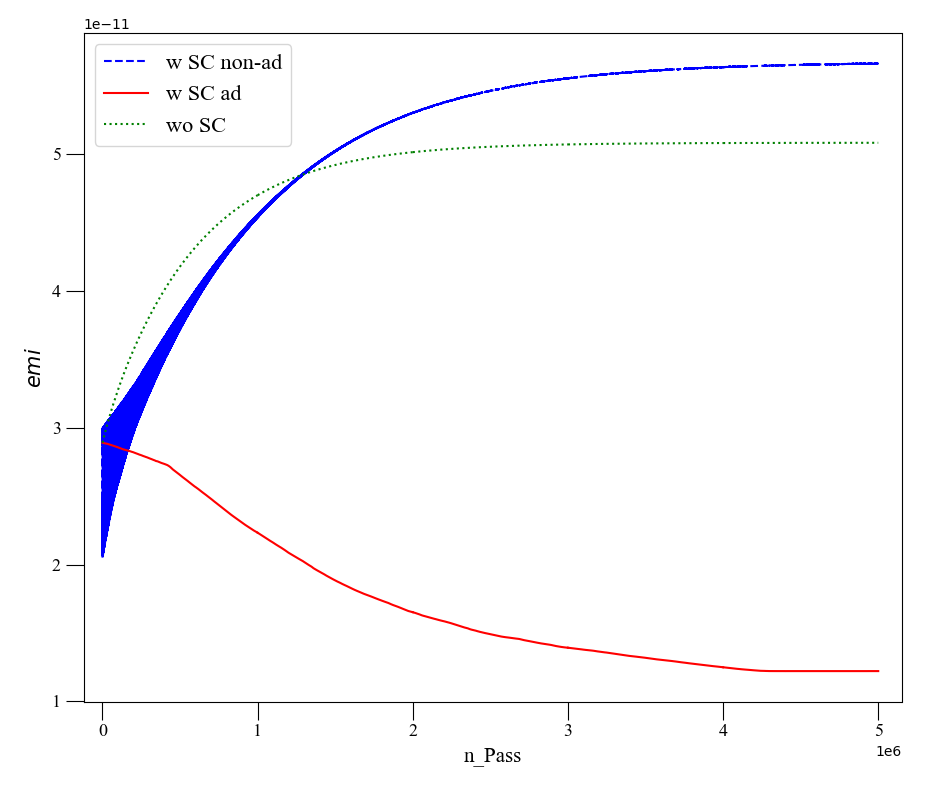 1e−11
w SC non-ad
w SC ad
wo SC
5
4
3
2
1
emi
0 1 2 3 4 5
1e6
n_Pass